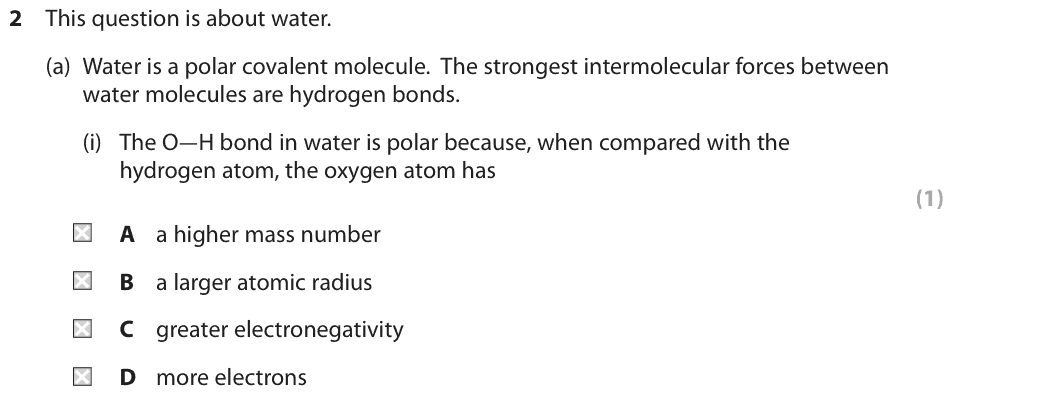 2 This question is about water.
(a) Water is a polar covalent molecule. The strongest intermolecular forces between
water molecules are hydrogen bonds.
(i) The O—H bond in water is polar because, when compared with the
hydrogen atom, the oxygen atom has
(1)
A a higher mass number
B a larger atomic radius
C greater electronegativity
D more electrons